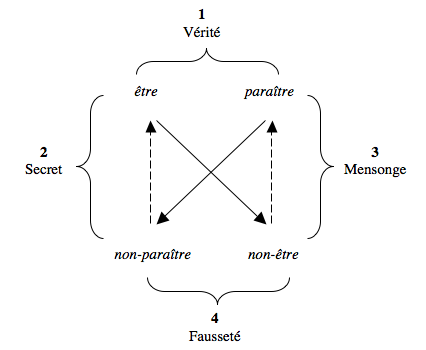 1
Vérité
être paraître
2
Secret
3
Mensonge
non-paraître non-être
4
Fausseté